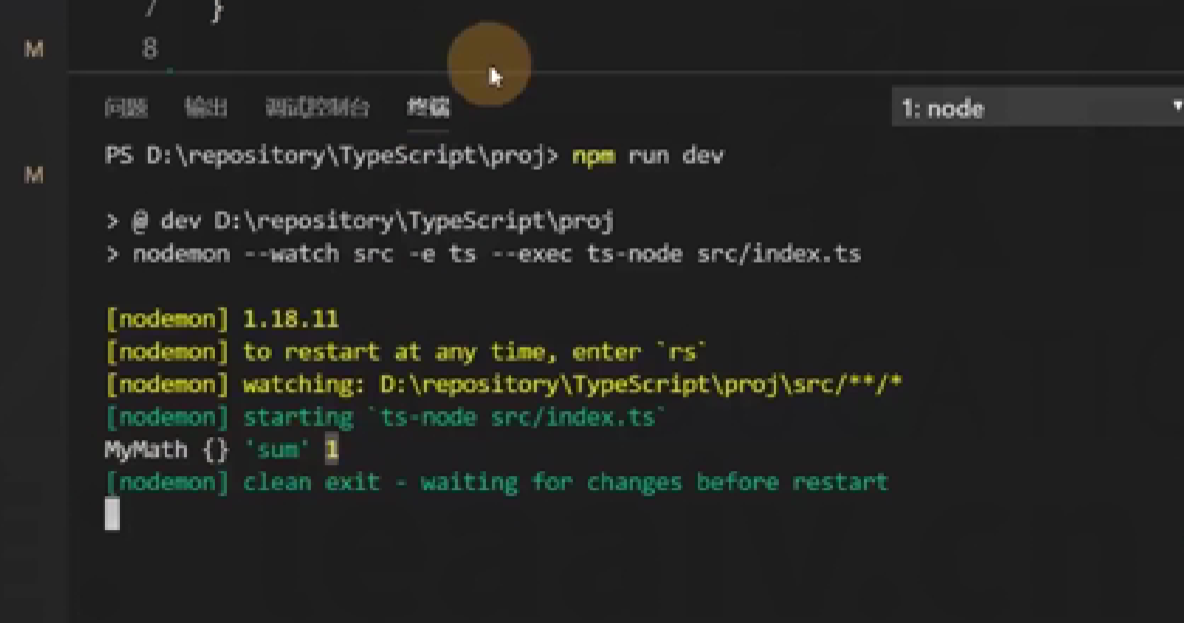 7 }
M
8
问题 输出 调试控制台 终端
1: node
PS D:\repository\TypeScript\proj> npm run dev
M
> @ dev D:\repository\TypeScript\proj
> nodemon --watch src -e ts --exec ts-node src/index.ts
[nodemon] 1.18.11
[nodemon] to restart at any time, enter `rs`
[nodemon] watching: D:\repository\TypeScript\proj\src/**/*
[nodemon] starting `ts-node src/index.ts`
MyMath {} 'sum' 1
[nodemon] clean exit - waiting for changes before restart